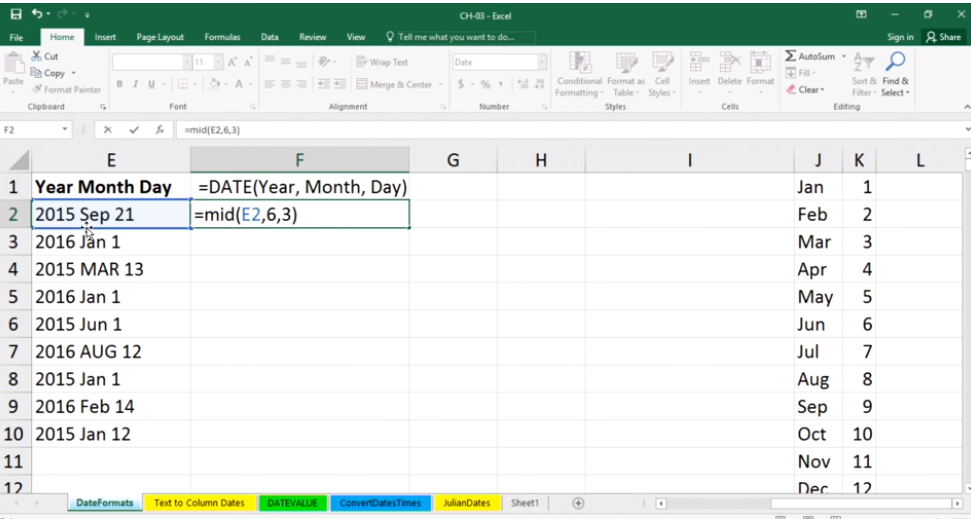 CH-03 - Excel
File Home Insert Page Layout Formulas Data Review View Tell me what you want to do... Sign in Share
Cut
Copy
Format Painter
Paste
11 A A
B I U A
Wrap Text
Merge & Center
Date
$ % ,
Conditional Formatting
Format as Table
Cell Styles
Insert Delete Format
AutoSum
Fill
Clear
Sort & Filter
Find & Select
Clipboard Font Alignment Number Styles Cells Editing
F2 fx =mid(E2,6,3)
E F G H I J K L
1 Year Month Day =DATE(Year, Month, Day) Jan 1
2 2015 Sep 21 =mid(E2,6,3) Feb 2
3 2016 Jan 1 Mar 3
4 2015 MAR 13 Apr 4
5 2016 Jan 1 May 5
6 2015 Jun 1 Jun 6
7 2016 AUG 12 Jul 7
8 2015 Jan 1 Aug 8
9 2016 Feb 14 Sep 9
10 2015 Jan 12 Oct 10
11 Nov 11
12 Dec 12
DateFormats Text to Column Dates DATEVALUE ConvertDatesTimes JulianDates Sheet1